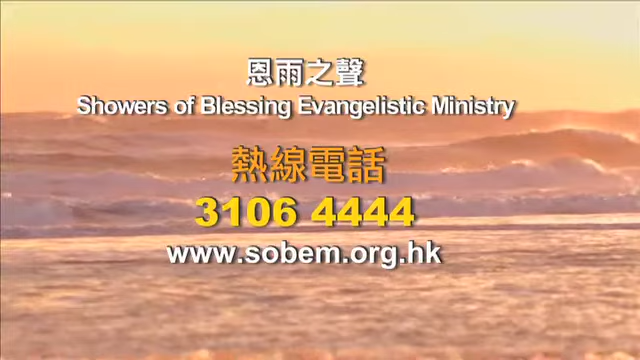 恩雨之聲
Showers of Blessing Evangelistic Ministry
熱線電話
3106 4444
www.sobem.org.hk